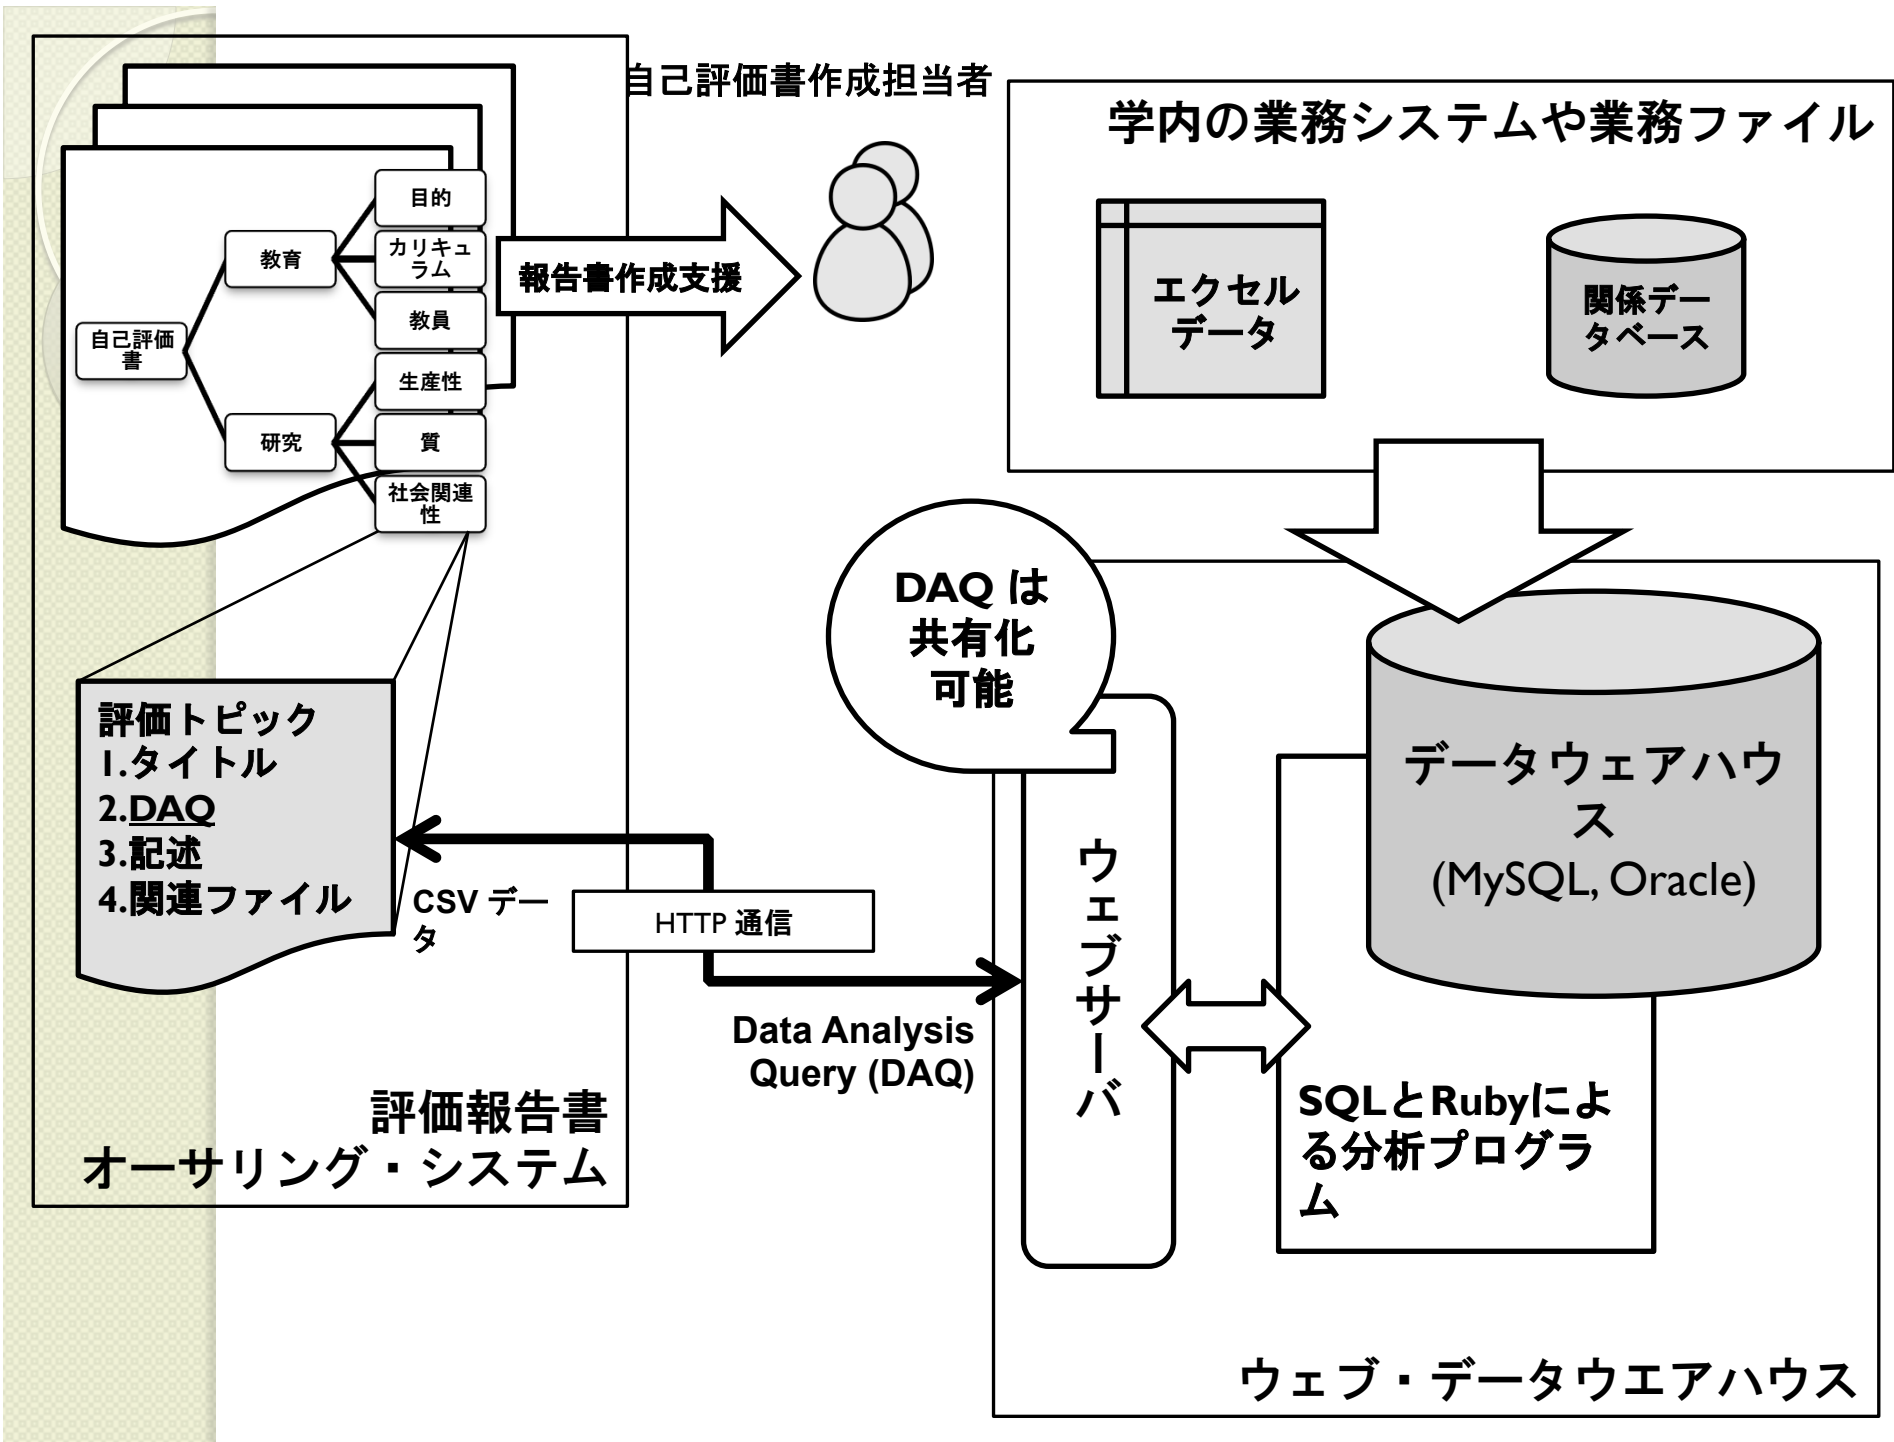 自己評価書作成担当者
学内の業務システムや業務ファイル
目的
カリキュ
ラム
教育
教員
自己評価
書
生産性
研究
質
社会関連
性
報告書作成支援
エクセル
データ
関係デー
タベース
DAQ は
共有化
可能
評価トピック
1.タイトル
2.DAQ
3.記述
4.関連ファイル
CSV デー
タ
HTTP 通信
Data Analysis
Query (DAQ)
ウェブサーバ
データウェアハウ
ス
(MySQL, Oracle)
SQLとRubyによ
る分析プログラ
ム
評価報告書
オーサリング・システム
ウェブ・データウエアハウス